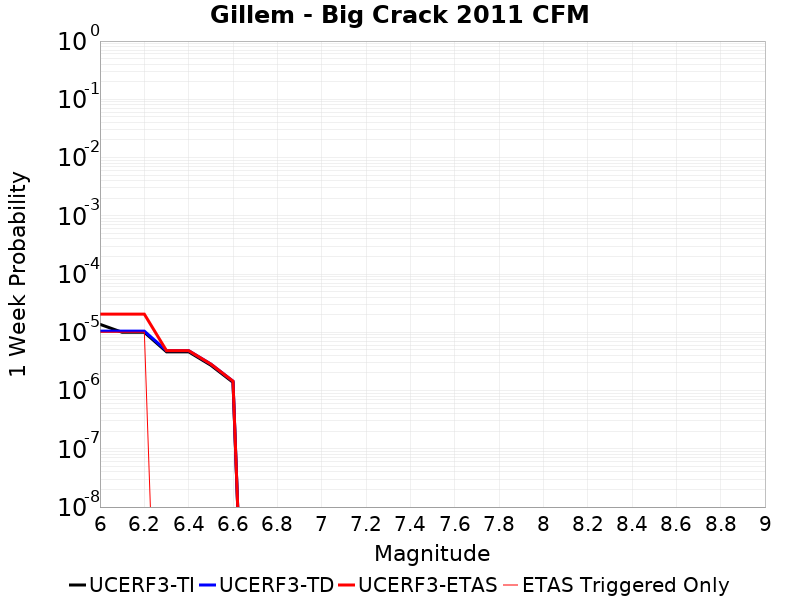 Gillem - Big Crack 2011 CFM
1 Week Probability
10^0
10^-1
10^-2
10^-3
10^-4
10^-5
10^-6
10^-7
10^-8
6 6.2 6.4 6.6 6.8 7 7.2 7.4 7.6 7.8 8 8.2 8.4 8.6 8.8 9
Magnitude
UCERF3-TI UCERF3-TD UCERF3-ETAS ETAS Triggered Only